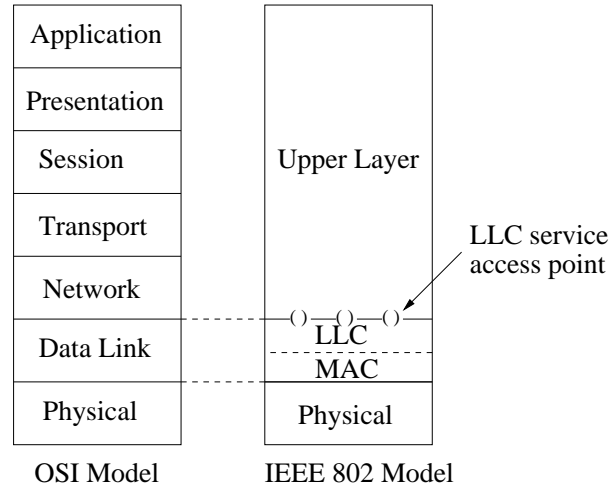 Application
Presentation
Session
Transport
Network
Data Link
Physical
OSI Model
Upper Layer
LLC service
access point
( ) ( ) ( )
LLC
MAC
Physical
IEEE 802 Model